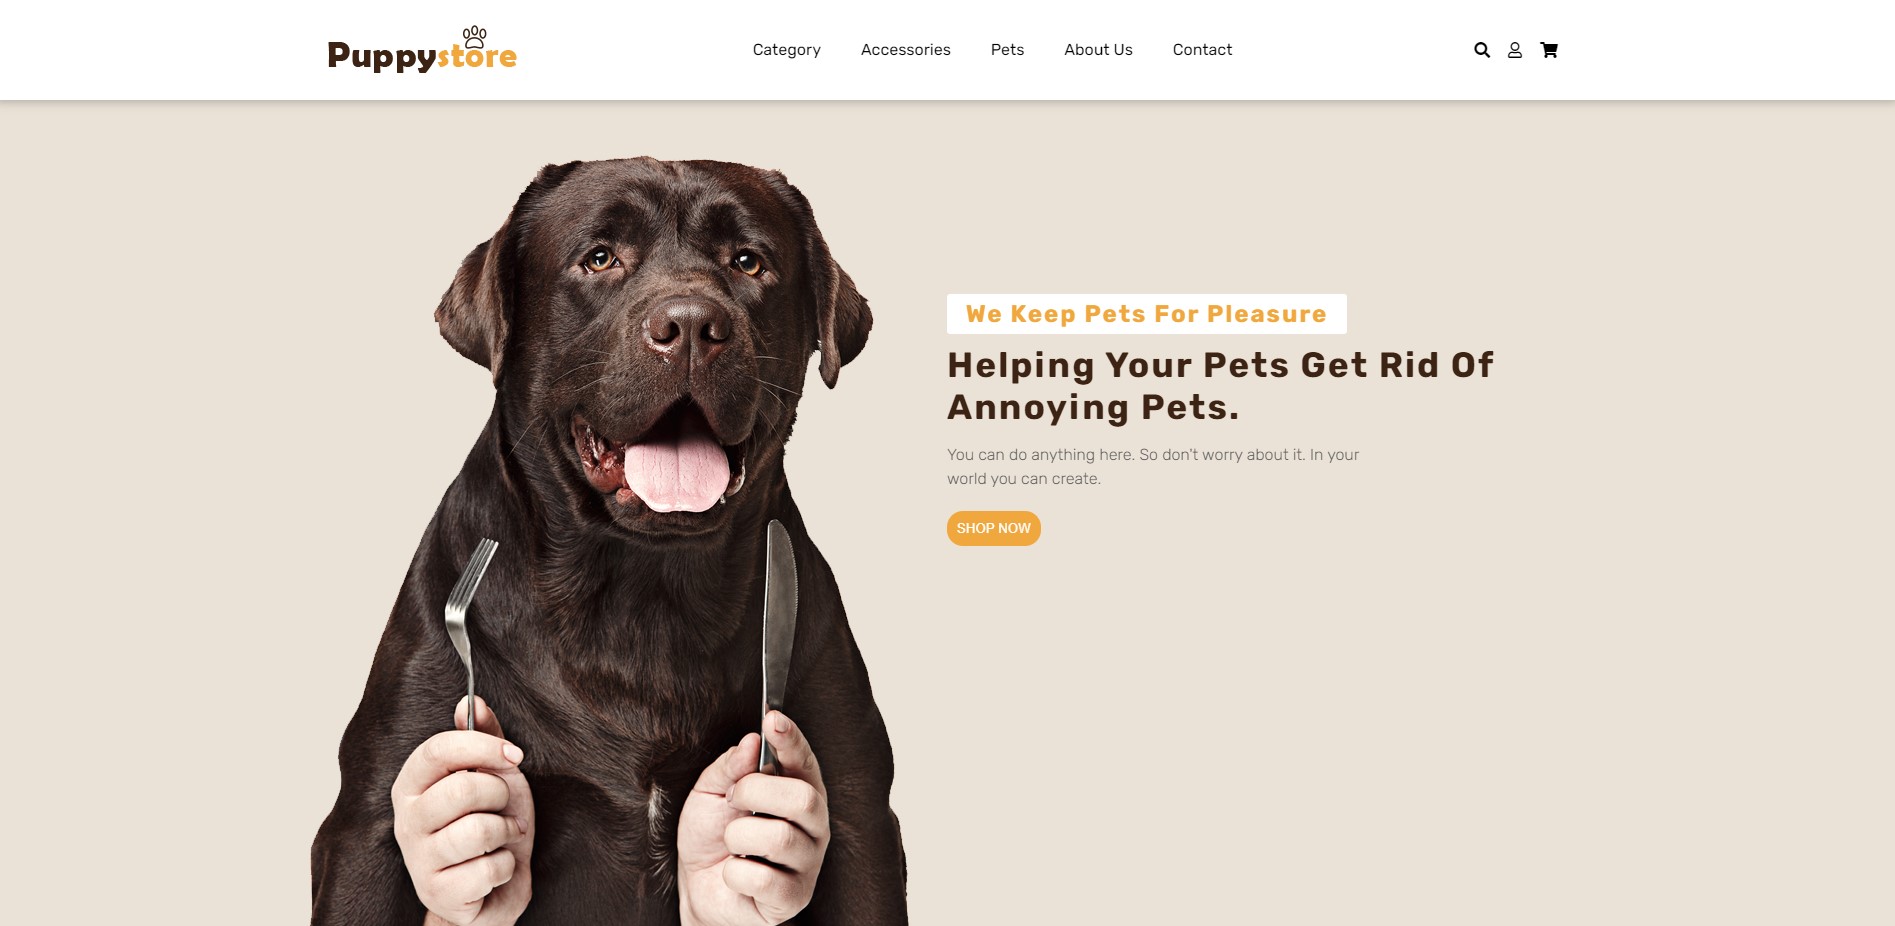 Puppystore
Category
Accessories
Pets
About Us
Contact
We Keep Pets For Pleasure
Helping Your Pets Get Rid Of
Annoying Pets.
You can do anything here. So don't worry about it. In your
world you can create.
SHOP NOW